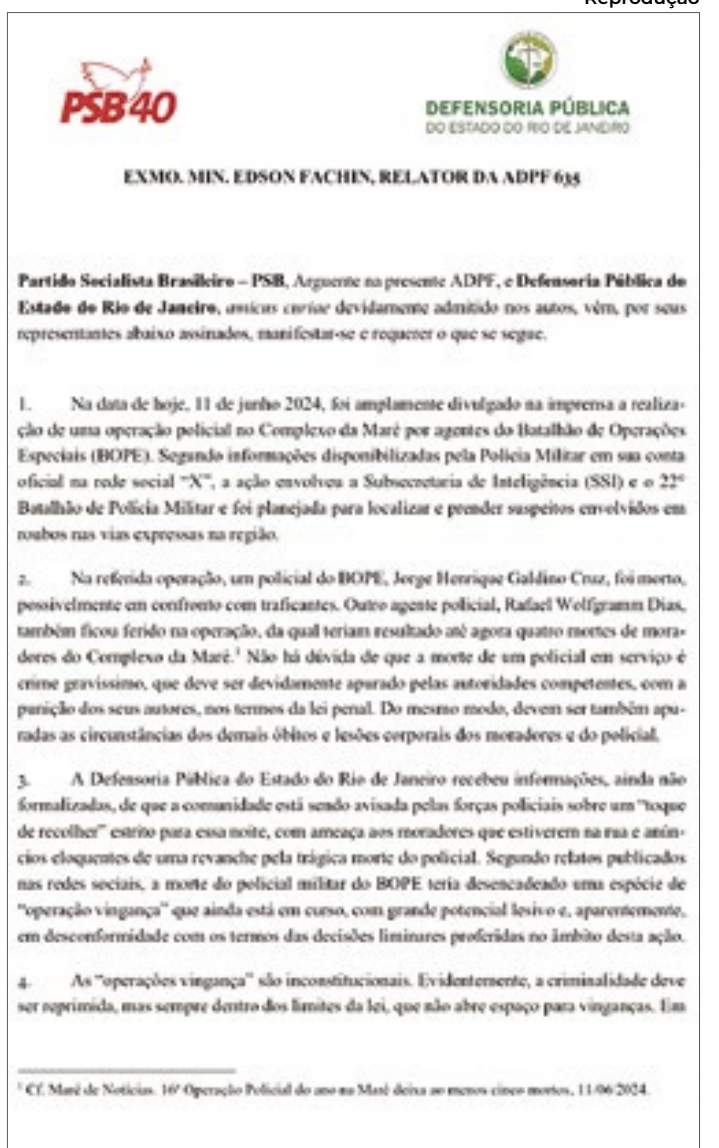 Reprodução
PSB40
DEFENSORIA PÚBLICA
DO ESTADO DO RIO DE JANEIRO
EXMO. MIN. EDSON FACHIN, RELATOR DA ADPF 635
Partido Socialista Brasileiro – PSB, Arguente na presente ADPF, e Defensoria Pública do
Estado do Rio de Janeiro, amicus curiae devidamente admitido nos autos, vêm, por seus
representantes abaixo assinados, manifestar-se e requerer o que se segue.
1. Na data de hoje, 11 de junho 2024, foi amplamente divulgado na imprensa a realiza-
ção de uma operação policial no Complexo da Maré por agentes do Batalhão de Operações
Especiais (BOPE). Segundo informações disponibilizadas pela Polícia Militar em sua conta
oficial na rede social “X”, a ação envolveu a Subsecretaria de Inteligência (SSI) e o 22º
Batalhão de Polícia Militar e foi planejada para localizar e prender suspeitos envolvidos em
roubos nas vias expressas na região.
2. Na referida operação, um policial do BOPE, Jorge Henrique Galdino Cruz, foi morto,
possivelmente em confronto com traficantes. Outro agente policial, Rafael Wolfgramm Dias,
também ficou ferido na operação, da qual teriam resultado até agora quatro mortes de mora-
dores do Complexo da Maré.¹ Não há dúvida de que a morte de um policial em serviço é
crime gravíssimo, que deve ser devidamente apurado pelas autoridades competentes, com a
punição dos seus autores, nos termos da lei penal. Do mesmo modo, devem ser também apu-
radas as circunstâncias dos demais óbitos e lesões corporais dos moradores e do policial.
3. A Defensoria Pública do Estado do Rio de Janeiro recebeu informações, ainda não
formalizadas, de que a comunidade está sendo avisada pelas forças policiais sobre um “toque
de recolher” estrito para essa noite, com ameaça aos moradores que estiverem na rua e anún-
cios eloquentes de uma revanche pela trágica morte do policial. Segundo relatos publicados
nas redes sociais, a morte do policial militar do BOPE teria desencadeado uma espécie de
“operação vingança” que ainda está em curso, com grande potencial lesivo e, aparentemente,
em desconformidade com os termos das decisões liminares proferidas no âmbito desta ação.
4. As “operações vingança” são inconstitucionais. Evidentemente, a criminalidade deve
ser reprimida, mas sempre dentro dos limites da lei, que não abre espaço para vinganças. Em
¹ Cf. Maré de Notícias. 16ª Operação Policial do ano na Maré deixa ao menos cinco mortos, 11/06/2024.